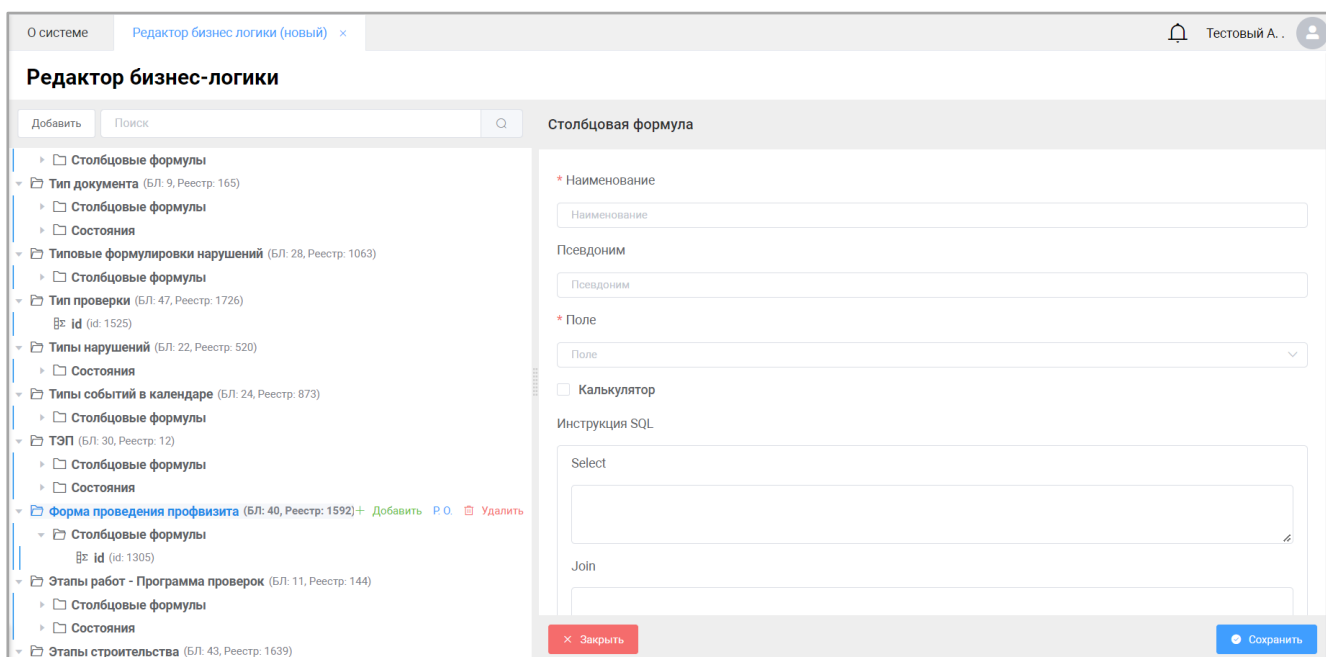 О системе
Редактор бизнес логики (новый) ×
Тестовый А. .
Редактор бизнес-логики
Добавить
Поиск
Столбцовые формулы
Тип документа (БЛ: 9, Реестр: 165)
Столбцовые формулы
Состояния
Типовые формулировки нарушений (БЛ: 28, Реестр: 1063)
Столбцовые формулы
Тип проверки (БЛ: 47, Реестр: 1726)
id (id: 1525)
Типы нарушений (БЛ: 22, Реестр: 520)
Состояния
Типы событий в календаре (БЛ: 24, Реестр: 873)
Столбцовые формулы
ТЭП (БЛ: 30, Реестр: 12)
Столбцовые формулы
Состояния
Форма проведения профвизита (БЛ: 40, Реестр: 1592) + Добавить Р. О. Удалить
Столбцовые формулы
id (id: 1305)
Этапы работ - Программа проверок (БЛ: 11, Реестр: 144)
Столбцовые формулы
Состояния
Этапы строительства (БЛ: 43, Реестр: 1639)
Столбцовая формула
* Наименование
Наименование
Псевдоним
Псевдоним
* Поле
Поле
Калькулятор
Инструкция SQL
Select
Join
× Закрыть
Сохранить